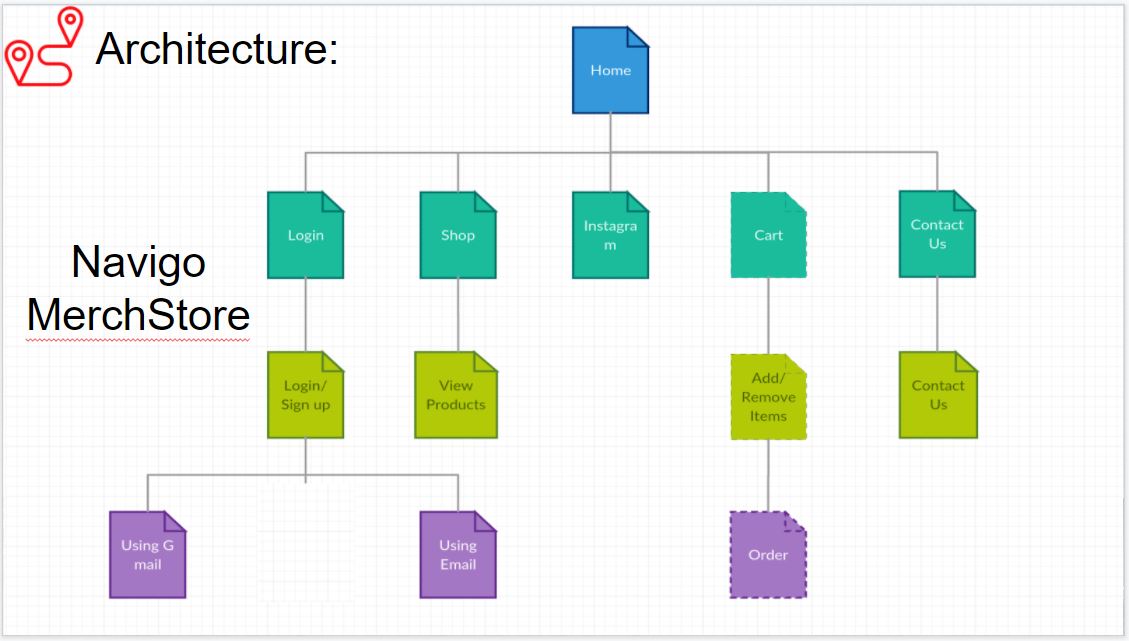 Architecture:
Home
Login
Shop
Instagra
m
Cart
Contact
Us
Navigo
MerchStore
Login/
Sign up
View
Products
Add/
Remove
Items
Contact
Us
Using G
mail
Using
Email
Order